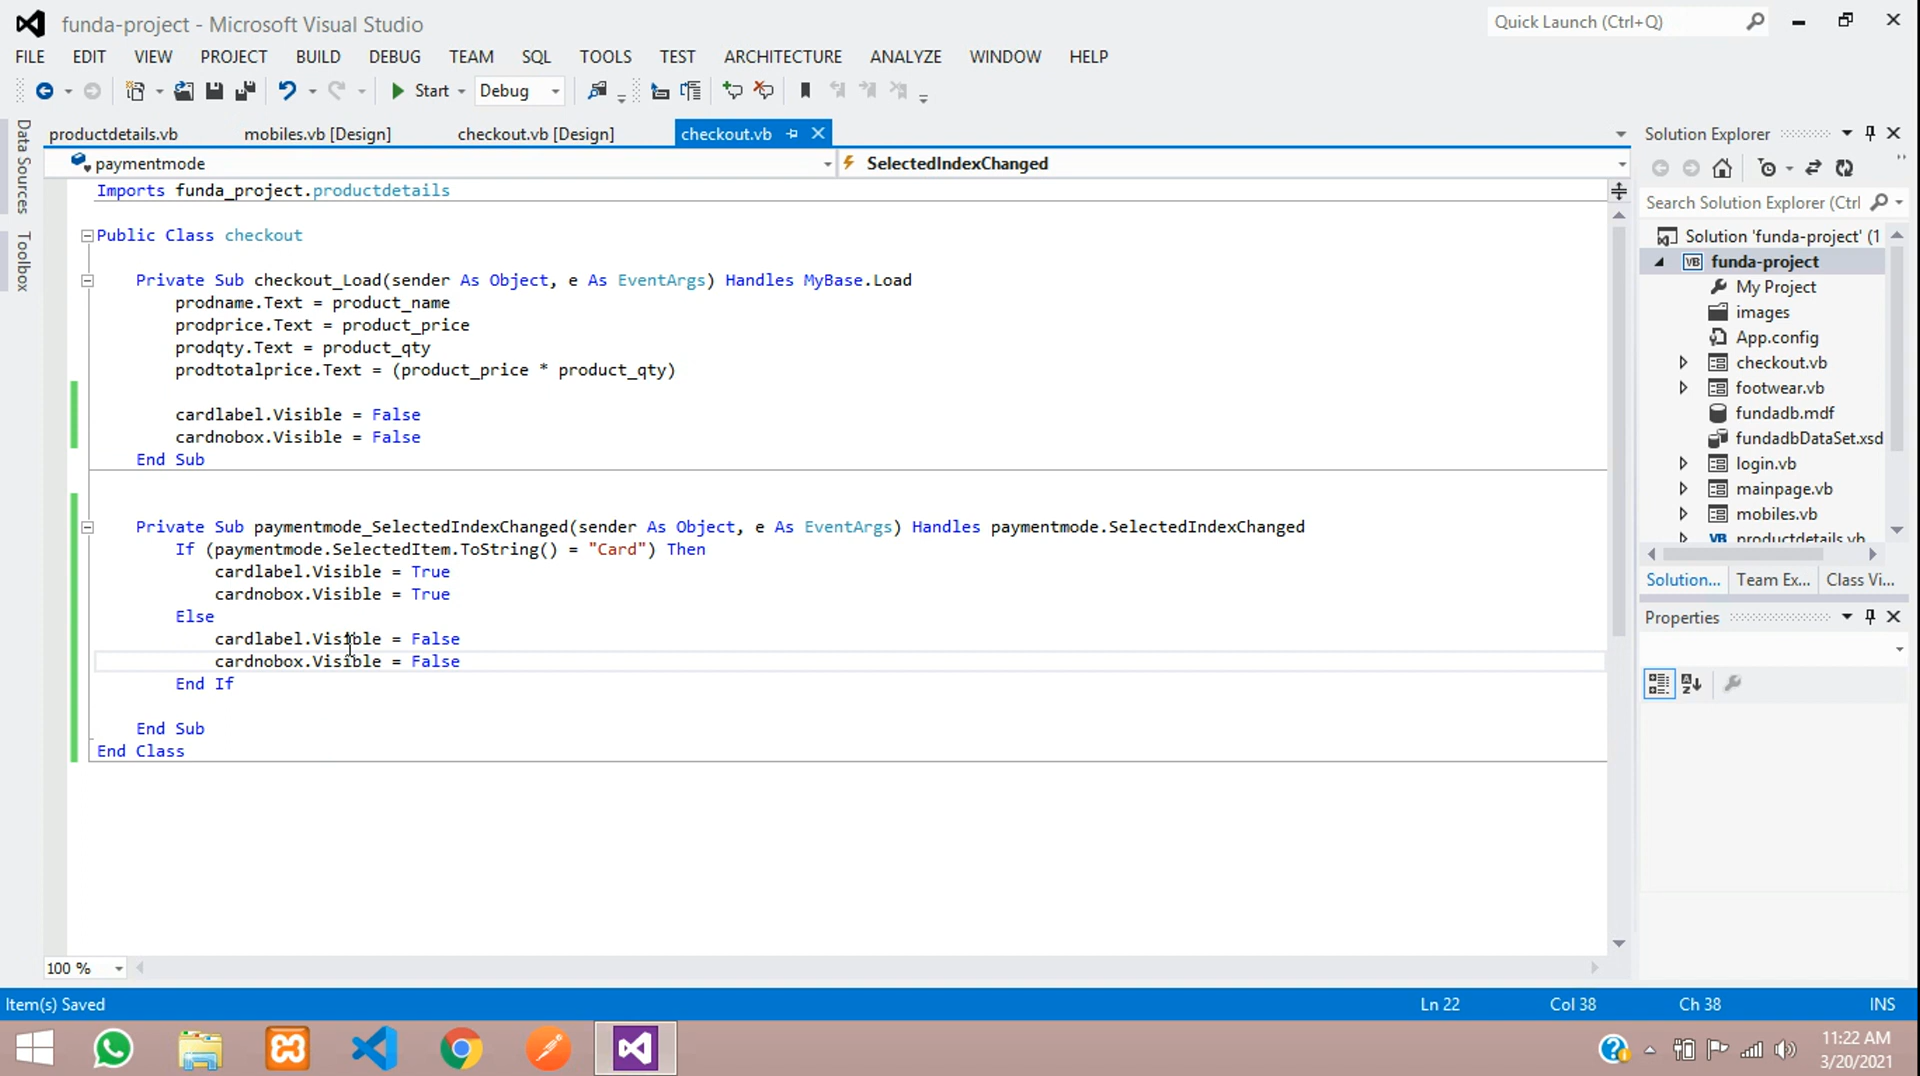 funda-project - Microsoft Visual Studio
Quick Launch (Ctrl+Q)
FILE EDIT VIEW PROJECT BUILD DEBUG TEAM SQL TOOLS TEST ARCHITECTURE ANALYZE WINDOW HELP
Start Debug
productdetails.vb mobiles.vb [Design] checkout.vb [Design] checkout.vb
paymentmode SelectedIndexChanged
Data Sources
Toolbox
Imports funda_project.productdetails
Public Class checkout
Private Sub checkout_Load(sender As Object, e As EventArgs) Handles MyBase.Load
prodname.Text = product_name
prodprice.Text = product_price
prodqty.Text = product_qty
prodtotalprice.Text = (product_price * product_qty)
cardlabel.Visible = False
cardnobox.Visible = False
End Sub
Private Sub paymentmode_SelectedIndexChanged(sender As Object, e As EventArgs) Handles paymentmode.SelectedIndexChanged
If (paymentmode.SelectedItem.ToString() = "Card") Then
cardlabel.Visible = True
cardnobox.Visible = True
Else
cardlabel.Visible = False
cardnobox.Visible = False
End If
End Sub
End Class
100 %
Solution Explorer
Search Solution Explorer (Ctrl
Solution 'funda-project' (1
VB funda-project
My Project
images
App.config
checkout.vb
footwear.vb
fundadb.mdf
fundadbDataSet.xsd
login.vb
mainpage.vb
mobiles.vb
VB productdetails.vb
Solution... Team Ex... Class Vi...
Properties
Item(s) Saved Ln 22 Col 38 Ch 38 INS
11:22 AM
3/20/2021